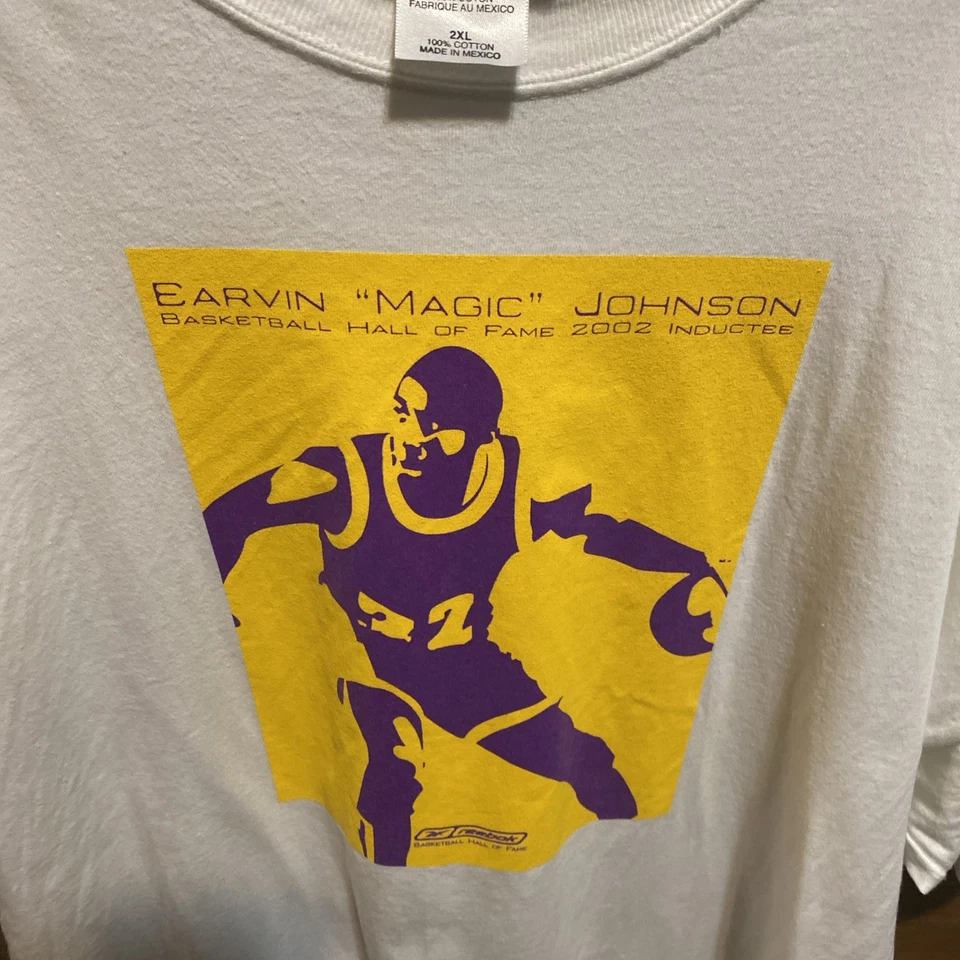 FABRIQUE AU MEXICO
2XL
100% COTTON
MADE IN MEXICO
EARVIN "MAGIC" JOHNSON
BASKETBALL HALL OF FAME 2002 INDUCTEE
32
Reebok
BASKETBALL HALL OF FAME